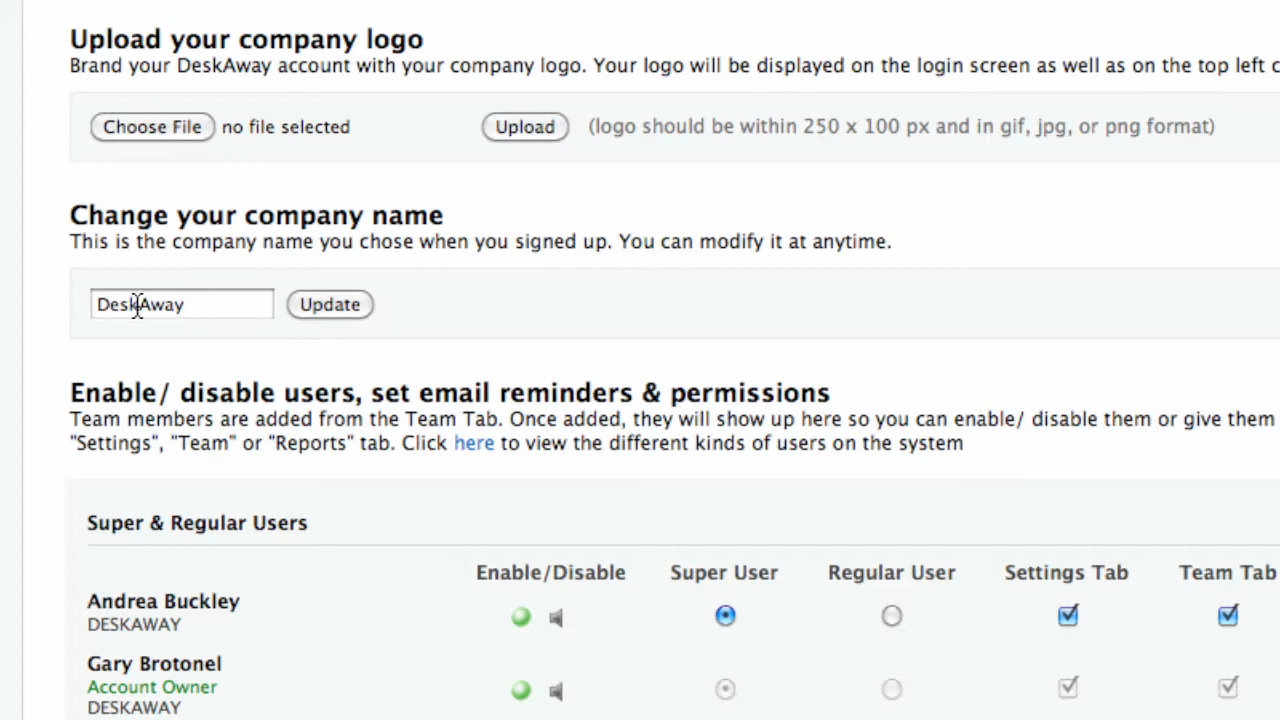 Upload your company logo
Brand your DeskAway account with your company logo. Your logo will be displayed on the login screen as well as on the top left c
Choose File no file selected Upload (logo should be within 250 x 100 px and in gif, jpg, or png format)
Change your company name
This is the company name you chose when you signed up. You can modify it at anytime.
DeskAway Update
Enable/ disable users, set email reminders & permissions
Team members are added from the Team Tab. Once added, they will show up here so you can enable/ disable them or give them
"Settings", "Team" or "Reports" tab. Click here to view the different kinds of users on the system
Super & Regular Users
Enable/Disable Super User Regular User Settings Tab Team Tab
Andrea Buckley
DESKAWAY
Gary Brotonel
Account Owner
DESKAWAY